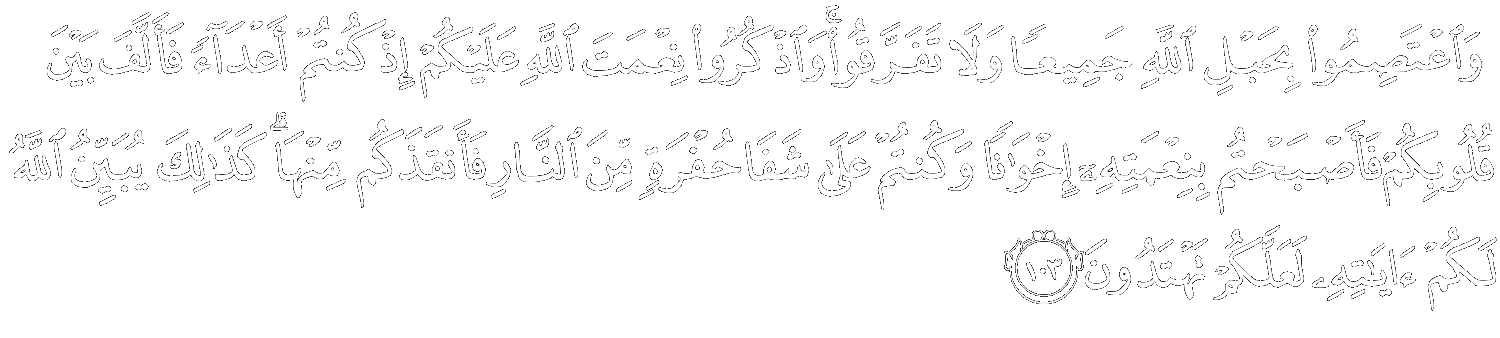 وَٱعْتَصِمُوا۟ بِحَبْلِ ٱللَّهِ جَمِيعًا وَلَا تَفَرَّقُوا۟ ۚ وَٱذْكُرُوا۟ نِعْمَتَ ٱللَّهِ عَلَيْكُمْ إِذْ كُنتُمْ أَعْدَآءً فَأَلَّفَ بَيْنَ
قُلُوبِكُمْ فَأَصْبَحْتُم بِنِعْمَتِهِۦٓ إِخْوَٰنًا وَكُنتُمْ عَلَىٰ شَفَا حُفْرَةٍ مِّنَ ٱلنَّارِ فَأَنقَذَكُم مِّنْهَا ۗ كَذَٰلِكَ يُبَيِّنُ ٱللَّهُ
لَكُمْ ءَايَٰتِهِۦ لَعَلَّكُمْ تَهْتَدُونَ ١٠٣